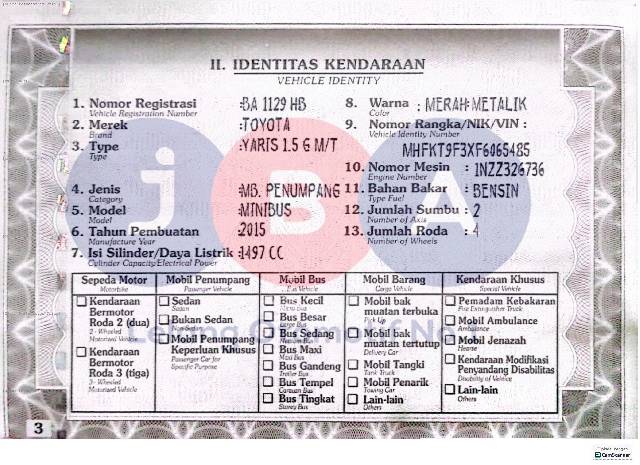 II. IDENTITAS KENDARAAN
VEHICLE IDENTITY
1. Nomor Registrasi : BA 1129 HB
Vehicle Registration Number
2. Merek : TOYOTA
Brand
3. Type : YARIS 1.5 G M/T
Type
4. Jenis : MB. PENUMPANG
Category
5. Model : MINIBUS
Model
6. Tahun Pembuatan : 2015
Manufacture Year
7. Isi Silinder/Daya Listrik : 1497 CC
Cylinder Capacity/Electrical Power
8. Warna : MERAH METALIK
Color
9. Nomor Rangka/NIK/VIN :
Vehicle Identity Number
MHFKT9F3XF6065485
10. Nomor Mesin : 1NZZ326736
Engine Number
11. Bahan Bakar : BENSIN
Type Fuel
12. Jumlah Sumbu : 2
Number of Axis
13. Jumlah Roda : 4
Number of Wheels
jBA
Sepeda Motor
Motorbike
Kendaraan
Bermotor
Roda 2 (dua)
2- Wheeled
Motorized Vehicle
Kendaraan
Bermotor
Roda 3 (tiga)
3- Wheeled
Motorized Vehicle
Mobil Penumpang
Passenger Vehicle
Sedan
Sedan
Bukan Sedan
Non Sedan
Mobil Penumpang
Keperluan Khusus
Passenger Car for
Specific Purpose
Mobil Bus
Bus Vehicle
Bus Kecil
Bus Besar
Large Bus
Bus Sedang
Medium Bus
Bus Maxi
Maxi Bus
Bus Gandeng
Bus Tempel
Bus Tingkat
Mobil Barang
Cargo Vehicle
Mobil bak
muatan terbuka
Pick Up
Mobil bak
muatan tertutup
Delivery Car
Mobil Tangki
Tank Truck
Mobil Penarik
Towing Car
Lain-lain
Others
Kendaraan Khusus
Special Vehicle
Pemadam Kebakaran
Fire Extinguisher Truck
Mobil Ambulance
Ambulance
Mobil Jenazah
Hearse
Kendaraan Modifikasi
Penyandang Disabilitas
Disability of Vehicle
Lain-lain
Others
3
CamScanner